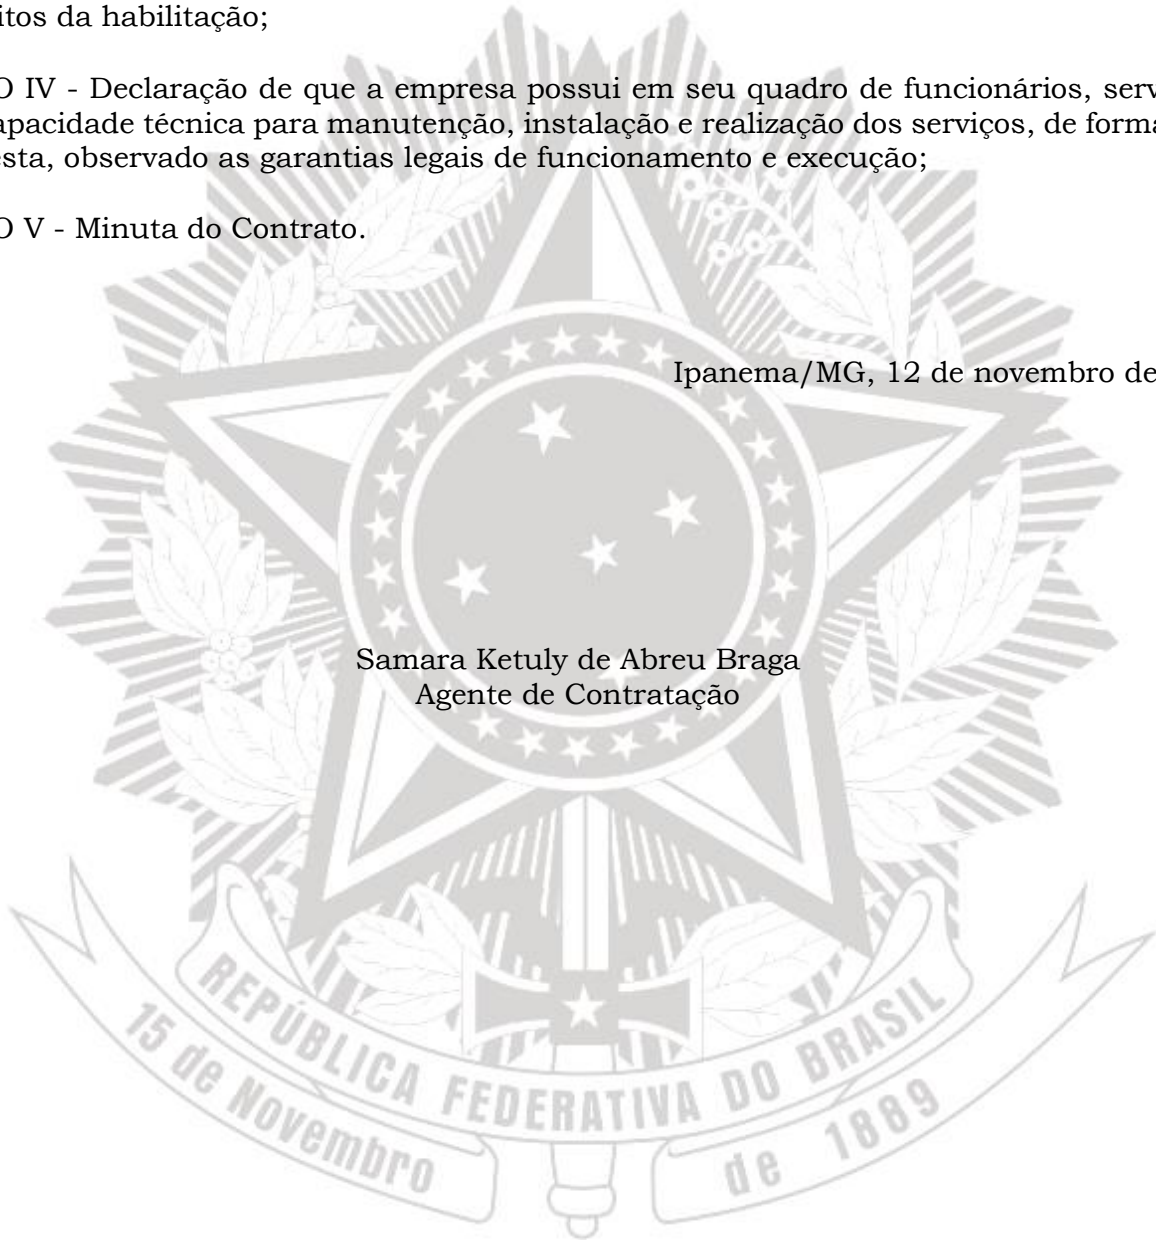 itos da habilitação;
O IV - Declaração de que a empresa possui em seu quadro de funcionários, serv
apacidade técnica para manutenção, instalação e realização dos serviços, de forma
esta, observado as garantias legais de funcionamento e execução;
O V - Minuta do Contrato.
Ipanema/MG, 12 de novembro de
Samara Ketuly de Abreu Braga
Agente de Contratação
REPÚBLICA FEDERATIVA DO BRASIL
15 de Novembro de 1889